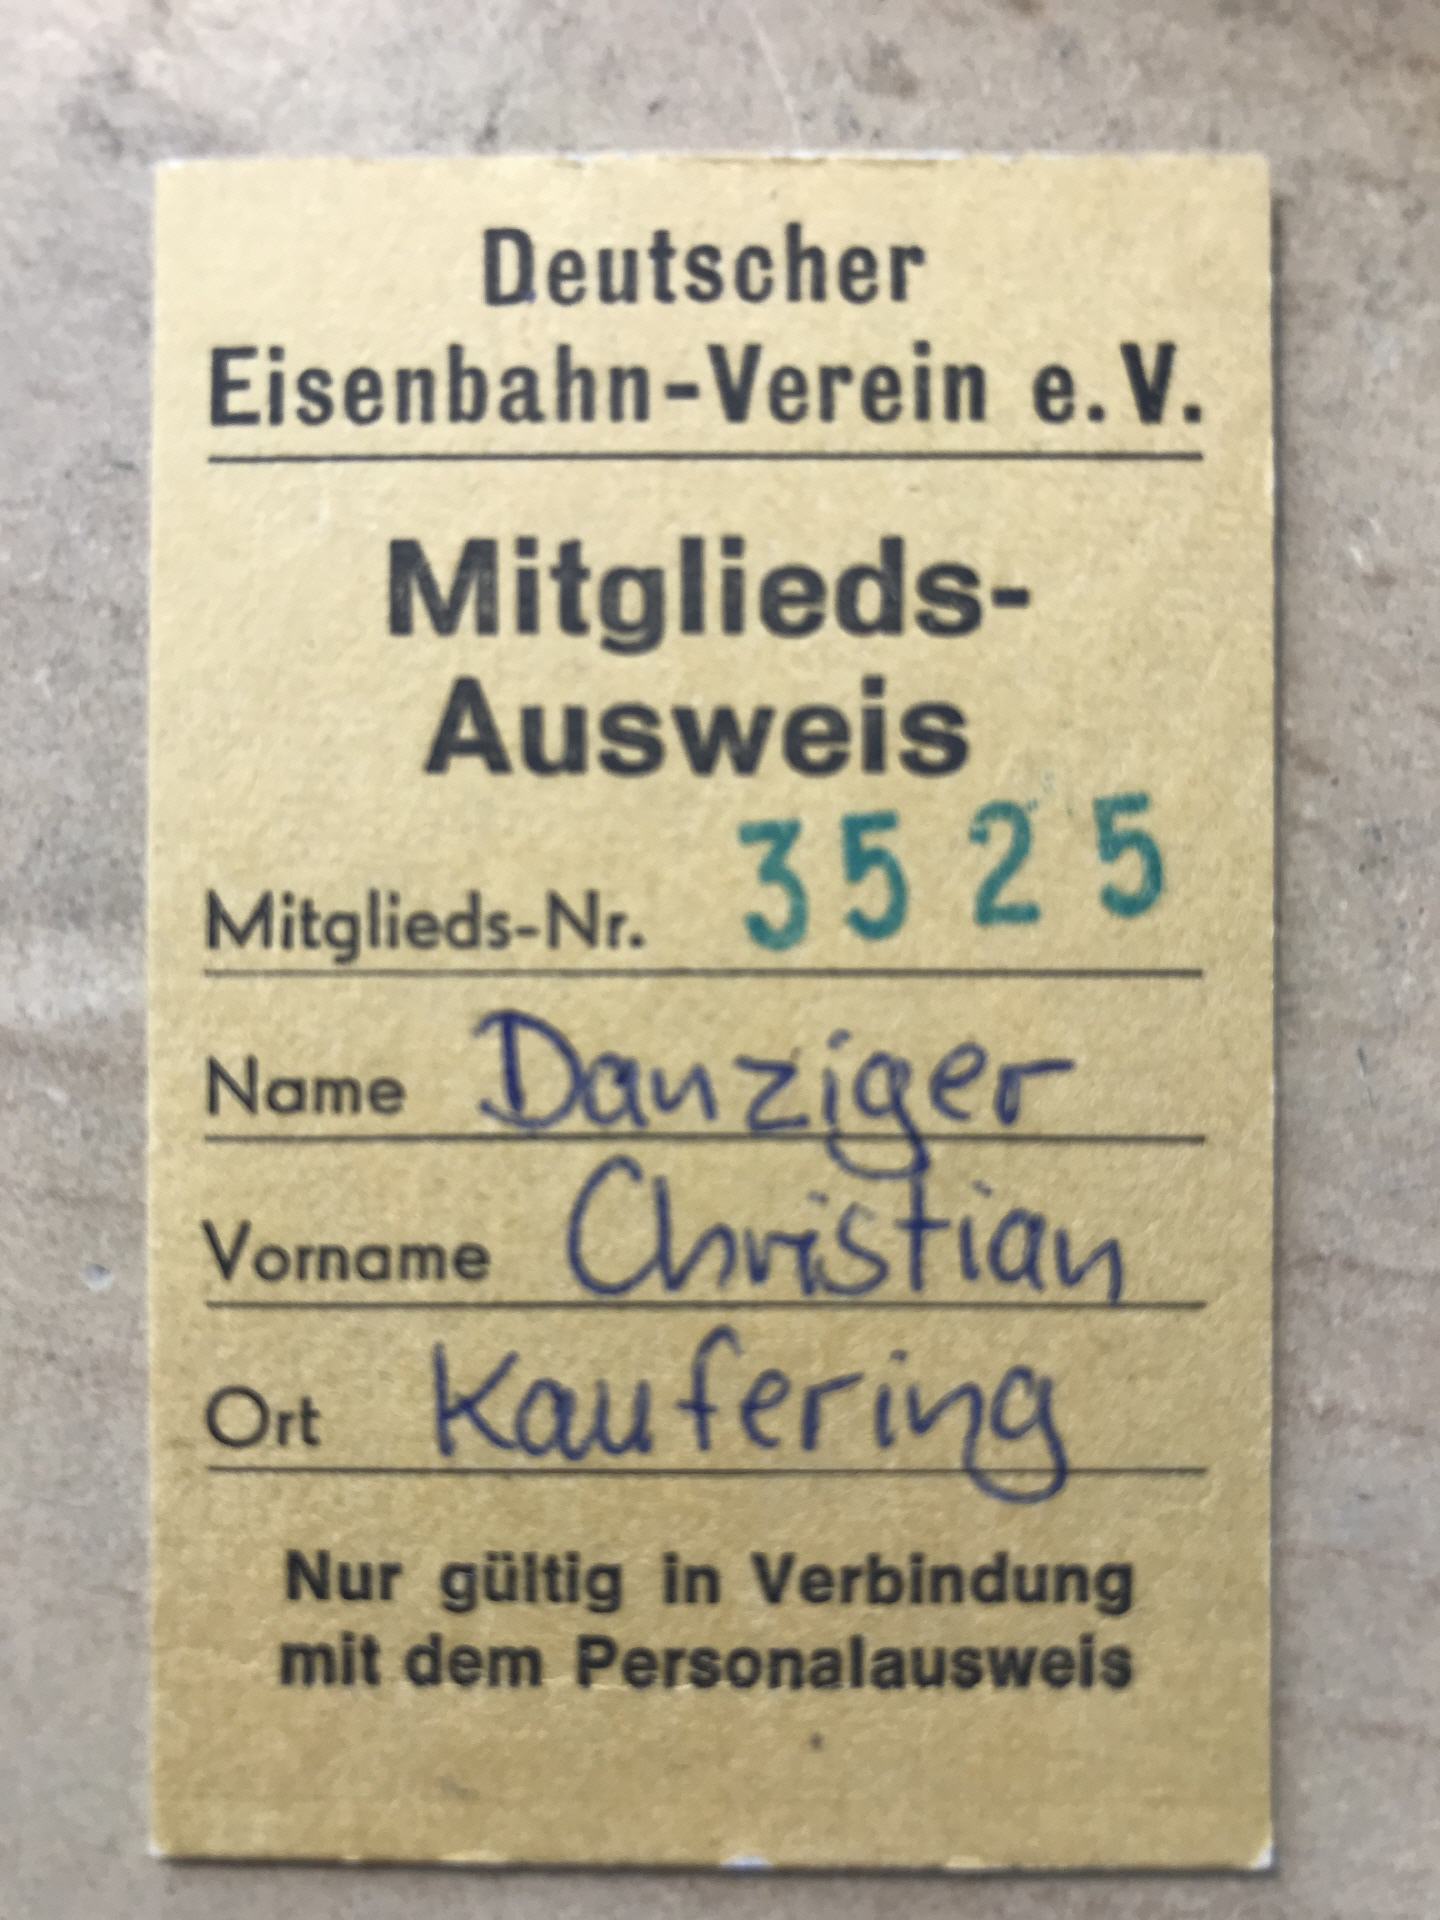 Deutscher
Eisenbahn-Verein e.V.
Mitglieds-
Ausweis
Mitglieds-Nr. 3525
Name Danziger
Vorname Christian
Ort Kaufering
Nur gültig in Verbindung
mit dem Personalausweis